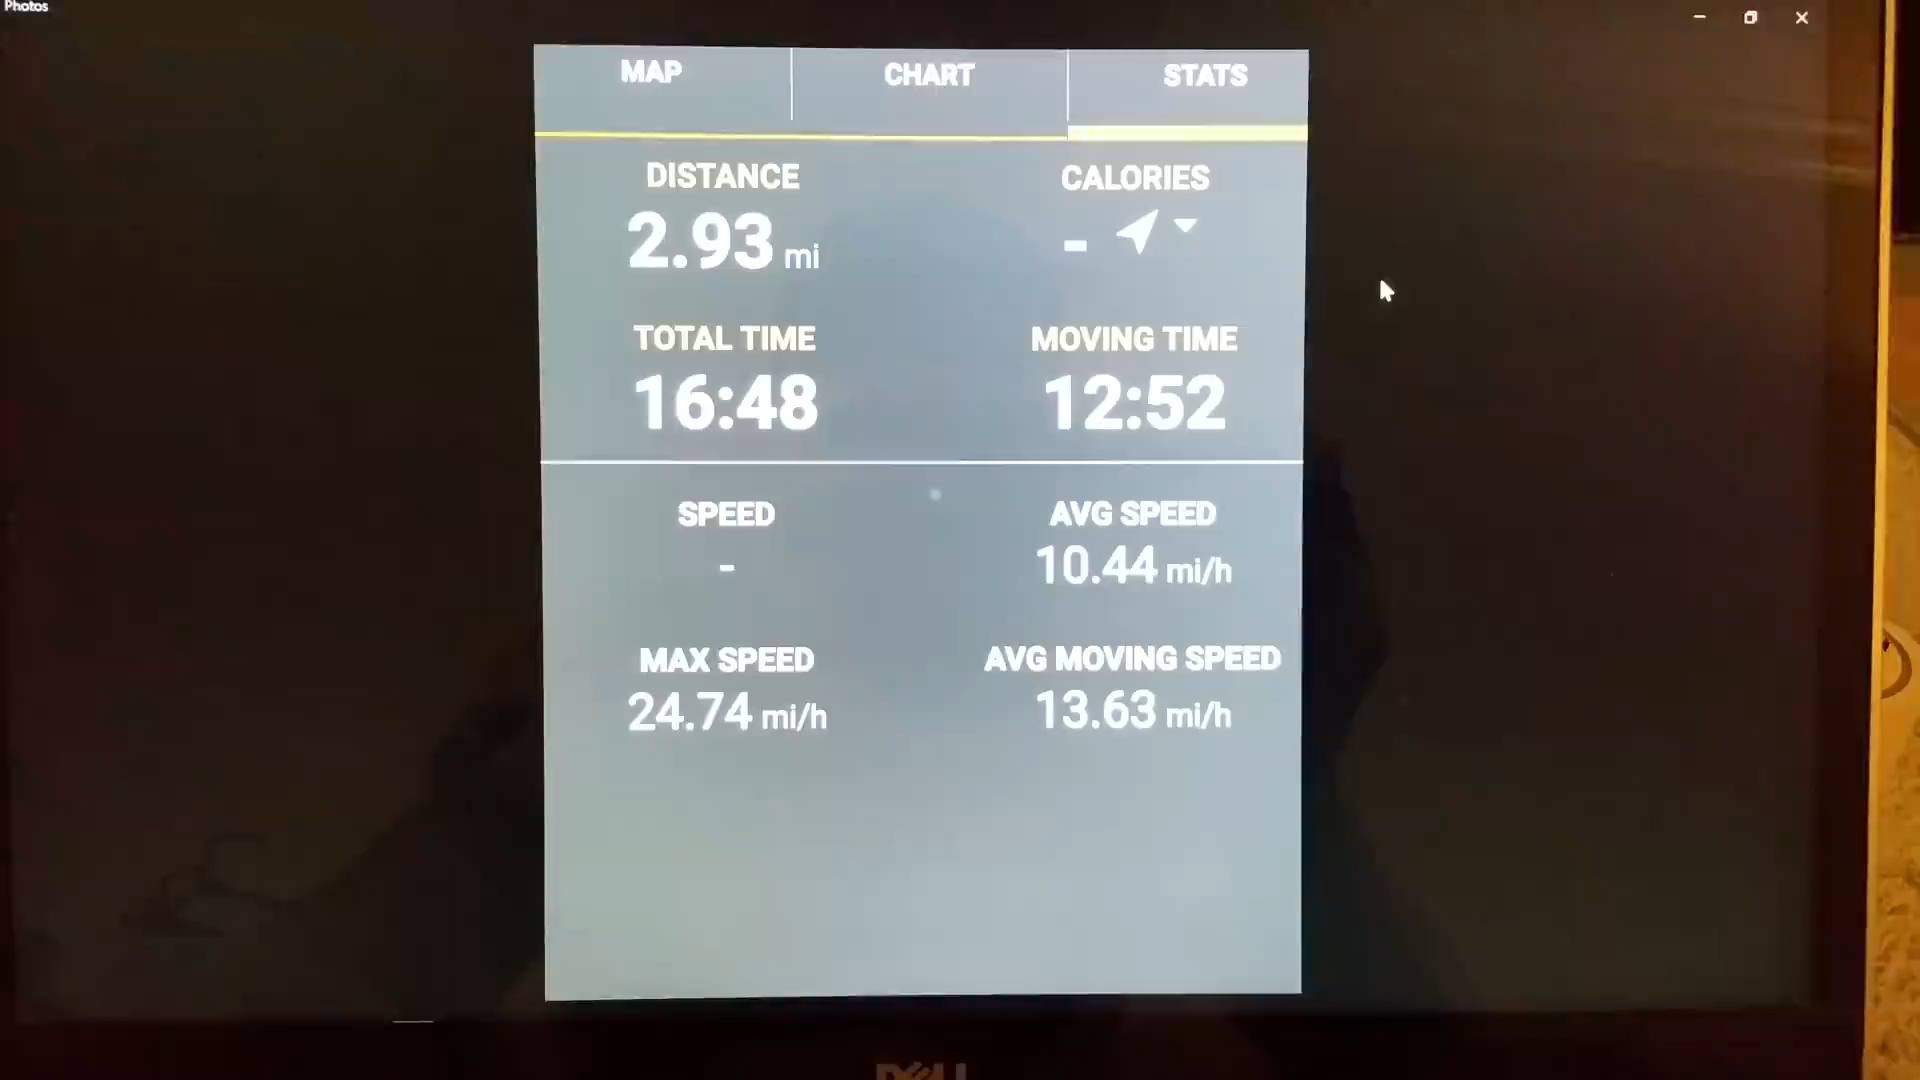 Photos
MAP CHART STATS
DISTANCE CALORIES
2.93 mi -
TOTAL TIME MOVING TIME
16:48 12:52
SPEED AVG SPEED
- 10.44 mi/h
MAX SPEED AVG MOVING SPEED
24.74 mi/h 13.63 mi/h
DELL